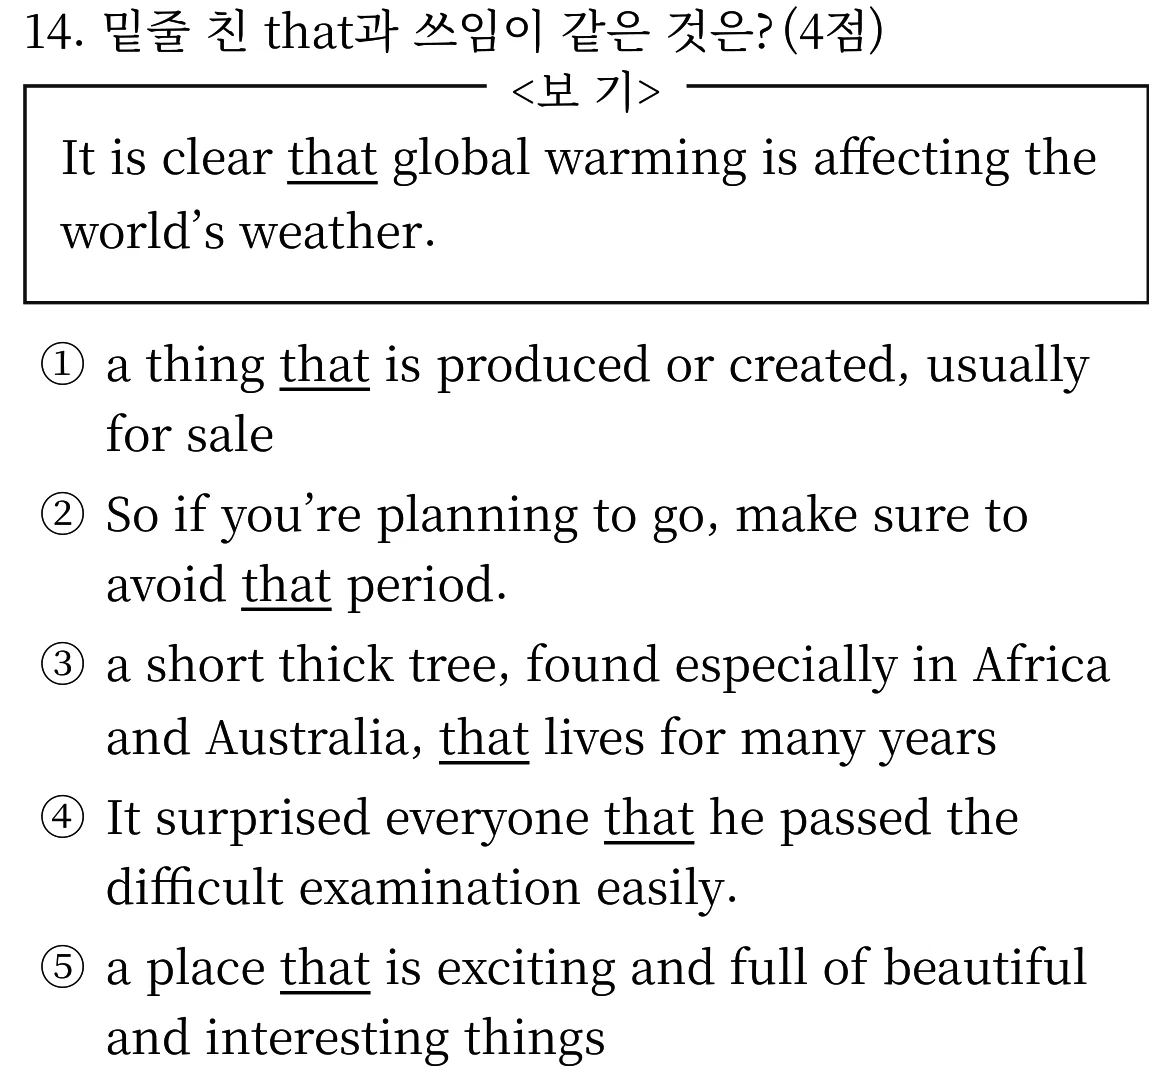 14. 밑줄 친 that과 쓰임이 같은 것은?(4점)
<보 기>
It is clear that global warming is affecting the
world’s weather.
① a thing that is produced or created, usually
for sale
② So if you’re planning to go, make sure to
avoid that period.
③ a short thick tree, found especially in Africa
and Australia, that lives for many years
④ It surprised everyone that he passed the
difficult examination easily.
⑤ a place that is exciting and full of beautiful
and interesting things